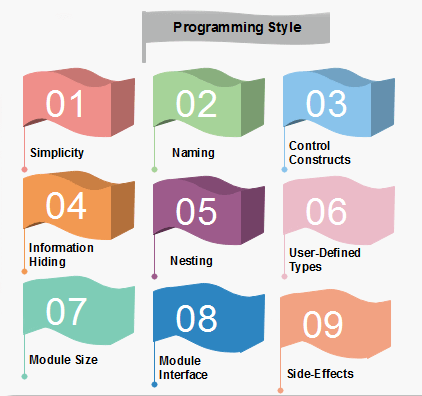 Programming Style
01
02
03
Simplicity
Naming
Control
Constructs
04
05
06
Information
Hiding
Nesting
User-Defined
Types
07
08
09
Module Size
Module
Interface
Side-Effects